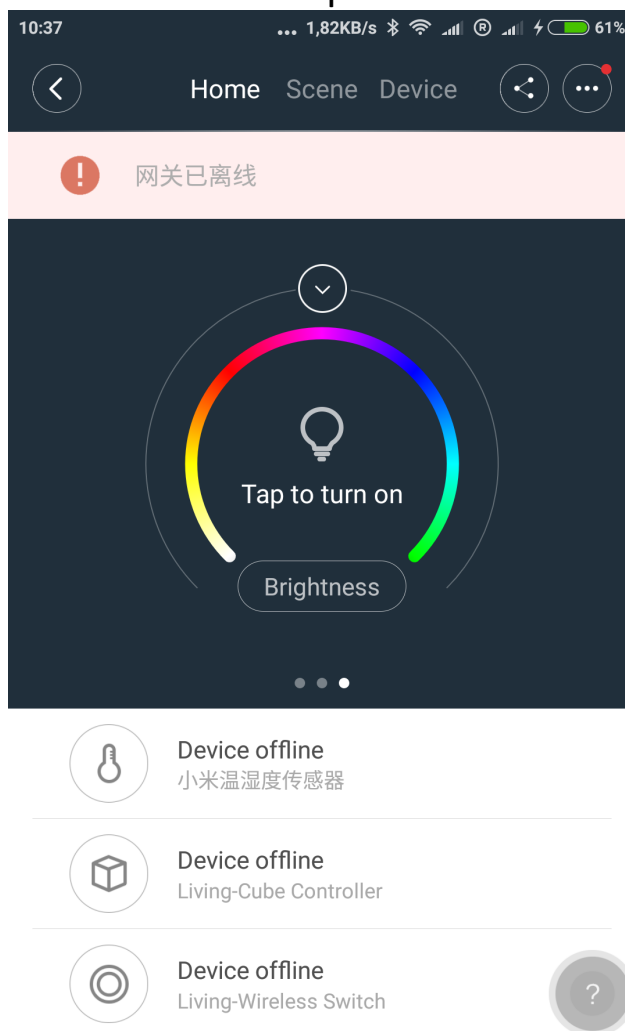 10:37 ... 1,82KB/s ® 61%
Home Scene Device
网关已离线
Tap to turn on
Brightness
Device offline
小米温湿度传感器
Device offline
Living-Cube Controller
Device offline
Living-Wireless Switch
?